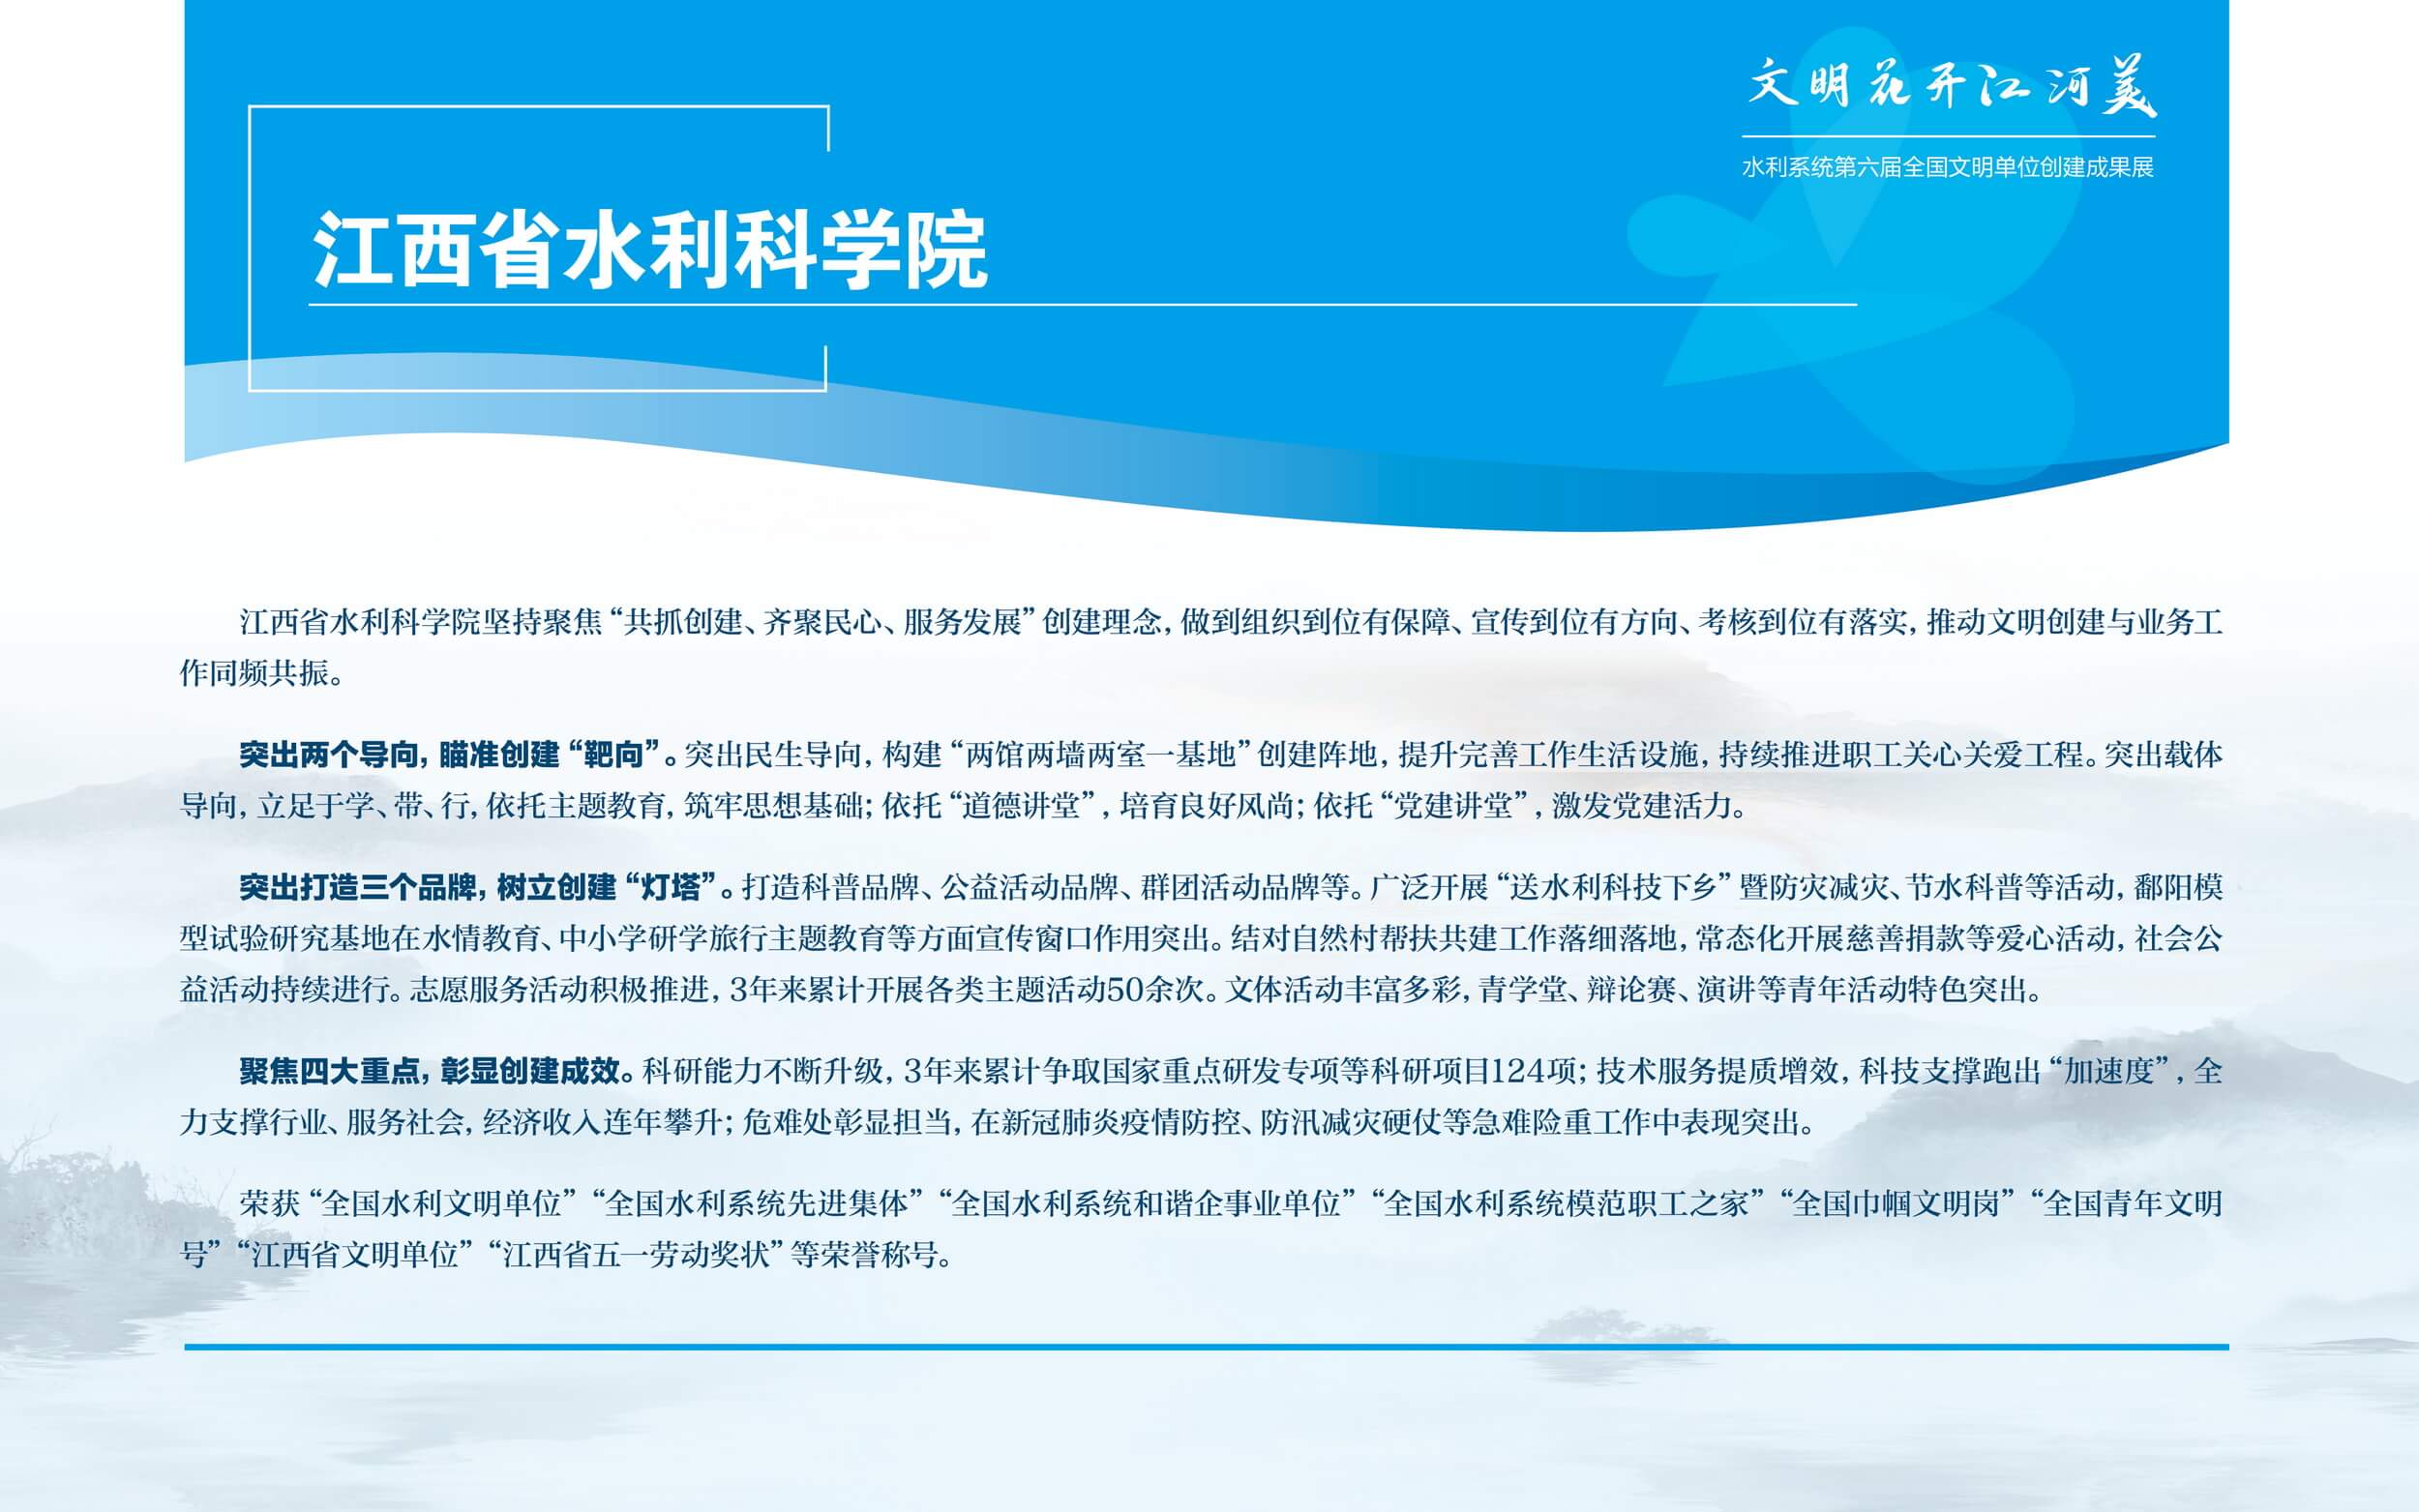 文明花开江河美
水利系统第六届全国文明单位创建成果展
江西省水利科学院
江西省水利科学院坚持聚焦“共抓创建、齐聚民心、服务发展”创建理念，做到组织到位有保障、宣传到位有方向、考核到位有落实，推动文明创建与业务工
作同频共振。
突出两个导向，瞄准创建“靶向”。突出民生导向，构建“两馆两墙两室一基地”创建阵地，提升完善工作生活设施，持续推进职工关心关爱工程。突出载体
导向，立足于学、带、行，依托主题教育，筑牢思想基础；依托“道德讲堂”，培育良好风尚；依托“党建讲堂”，激发党建活力。
突出打造三个品牌，树立创建“灯塔”。打造科普品牌、公益活动品牌、群团活动品牌等。广泛开展“送水利科技下乡”暨防灾减灾、节水科普等活动，鄱阳模
型试验研究基地在水情教育、中小学研学旅行主题教育等方面宣传窗口作用突出。结对自然村帮扶共建工作落细落地，常态化开展慈善捐款等爱心活动，社会公
益活动持续进行。志愿服务活动积极推进，3年来累计开展各类主题活动50余次。文体活动丰富多彩，青学堂、辩论赛、演讲等青年活动特色突出。
聚焦四大重点，彰显创建成效。科研能力不断升级，3年来累计争取国家重点研发专项等科研项目124项；技术服务提质增效，科技支撑跑出“加速度”，全
力支撑行业、服务社会，经济收入连年攀升；危难处彰显担当，在新冠肺炎疫情防控、防汛减灾硬仗等急难险重工作中表现突出。
荣获“全国水利文明单位”“全国水利系统先进集体”“全国水利系统和谐企事业单位”“全国水利系统模范职工之家”“全国巾帼文明岗”“全国青年文明
号”“江西省文明单位”“江西省五一劳动奖状”等荣誉称号。